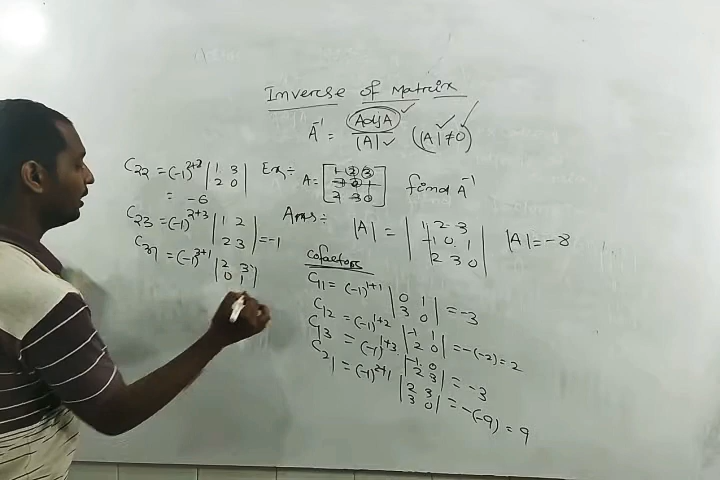 Inverse of Matrix
A⁻¹ = AdjA / |A| (|A| ≠ 0)
Ex:- A = [1 2 3; -1 0 1; 2 3 0] find A⁻¹
Ans:- |A| = |1 2 3; -1 0 1; 2 3 0| |A| = -8
Cofactors
C11 = (-1)^1+1 |0 1; 3 0| = -3
C12 = (-1)^1+2 |-1 1; 2 0| = -(-2) = 2
C13 = (-1)^1+3 |-1 0; 2 3| = -3
C21 = (-1)^2+1 |2 3; 3 0| = -(-9) = 9
C22 = (-1)^2+2 |1 3; 2 0|
= -6
C23 = (-1)^2+3 |1 2; 2 3| = -1
C31 = (-1)^3+1 |2 3; 0 1|